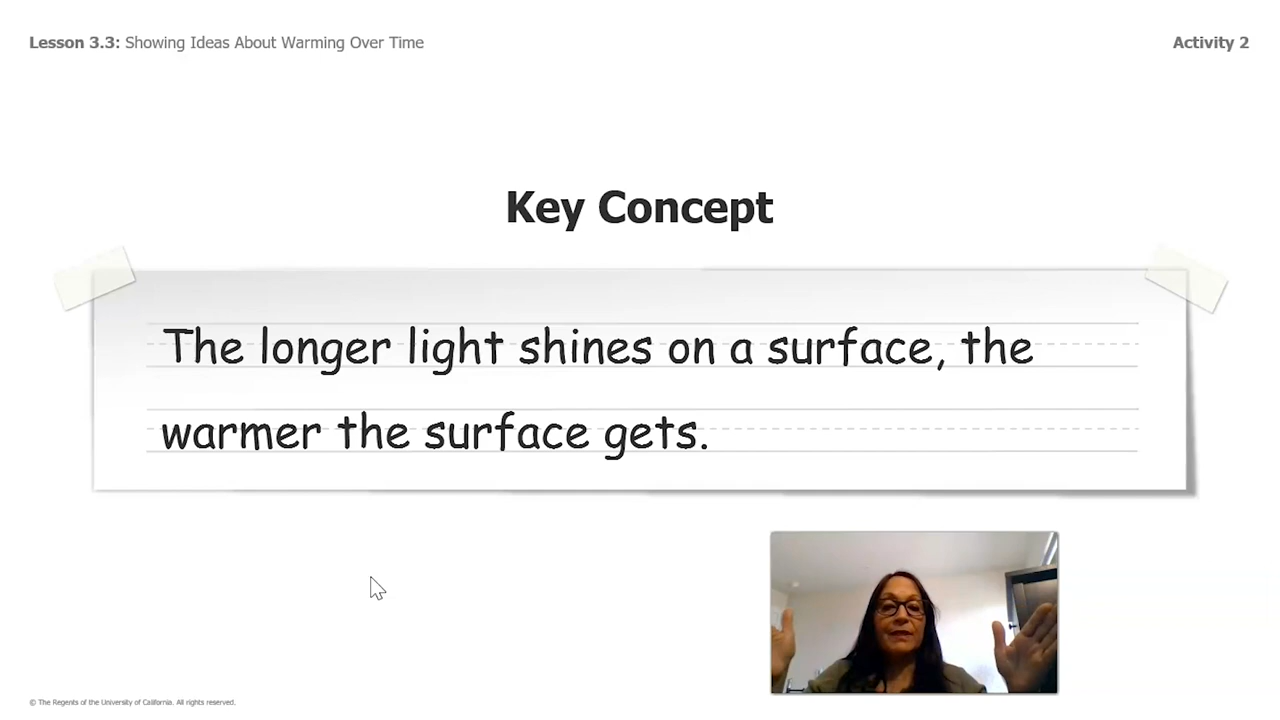 Lesson 3.3: Showing Ideas About Warming Over Time
Activity 2
Key Concept
The longer light shines on a surface, the
warmer the surface gets.
© The Regents of the University of California. All rights reserved.